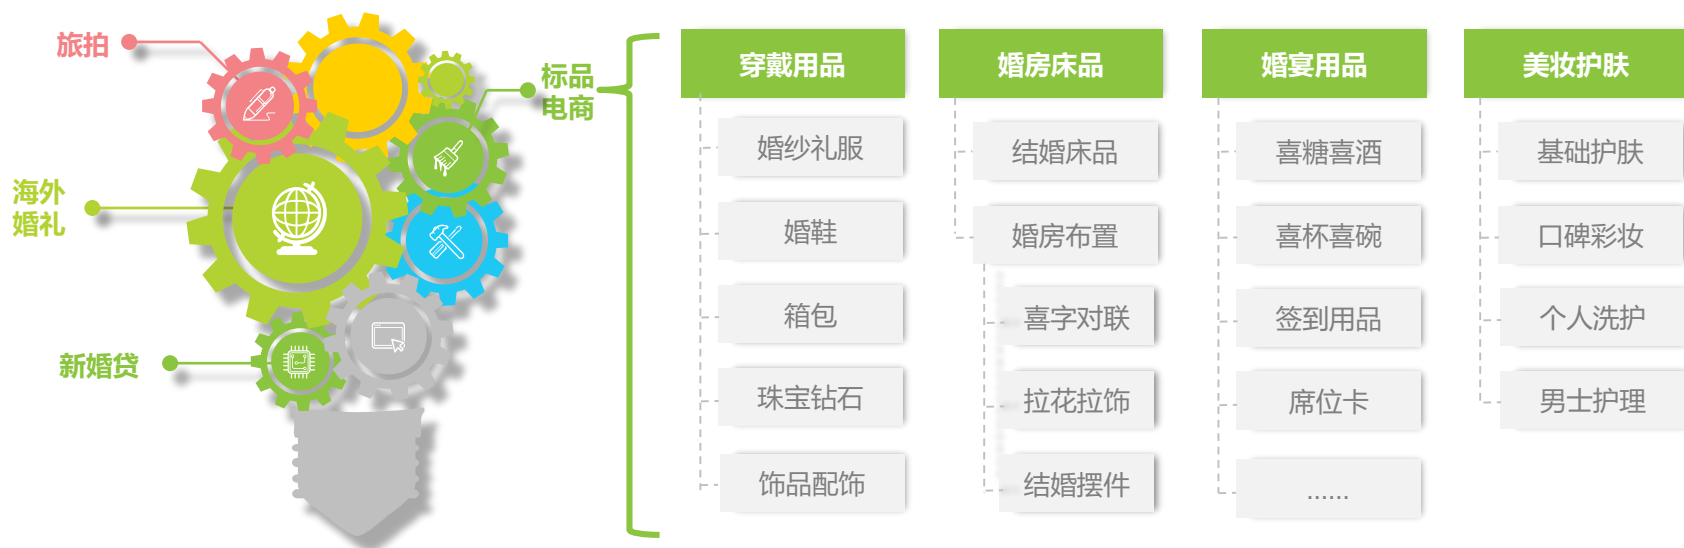 旅拍
海外
婚礼
新婚贷
标品
电商
穿戴用品
婚纱礼服
婚鞋
箱包
珠宝钻石
饰品配饰
婚房床品
结婚床品
婚房布置
喜字对联
拉花拉饰
结婚摆件
婚宴用品
喜糖喜酒
喜杯喜碗
签到用品
席位卡
......
美妆护肤
基础护肤
口碑彩妆
个人洗护
男士护理